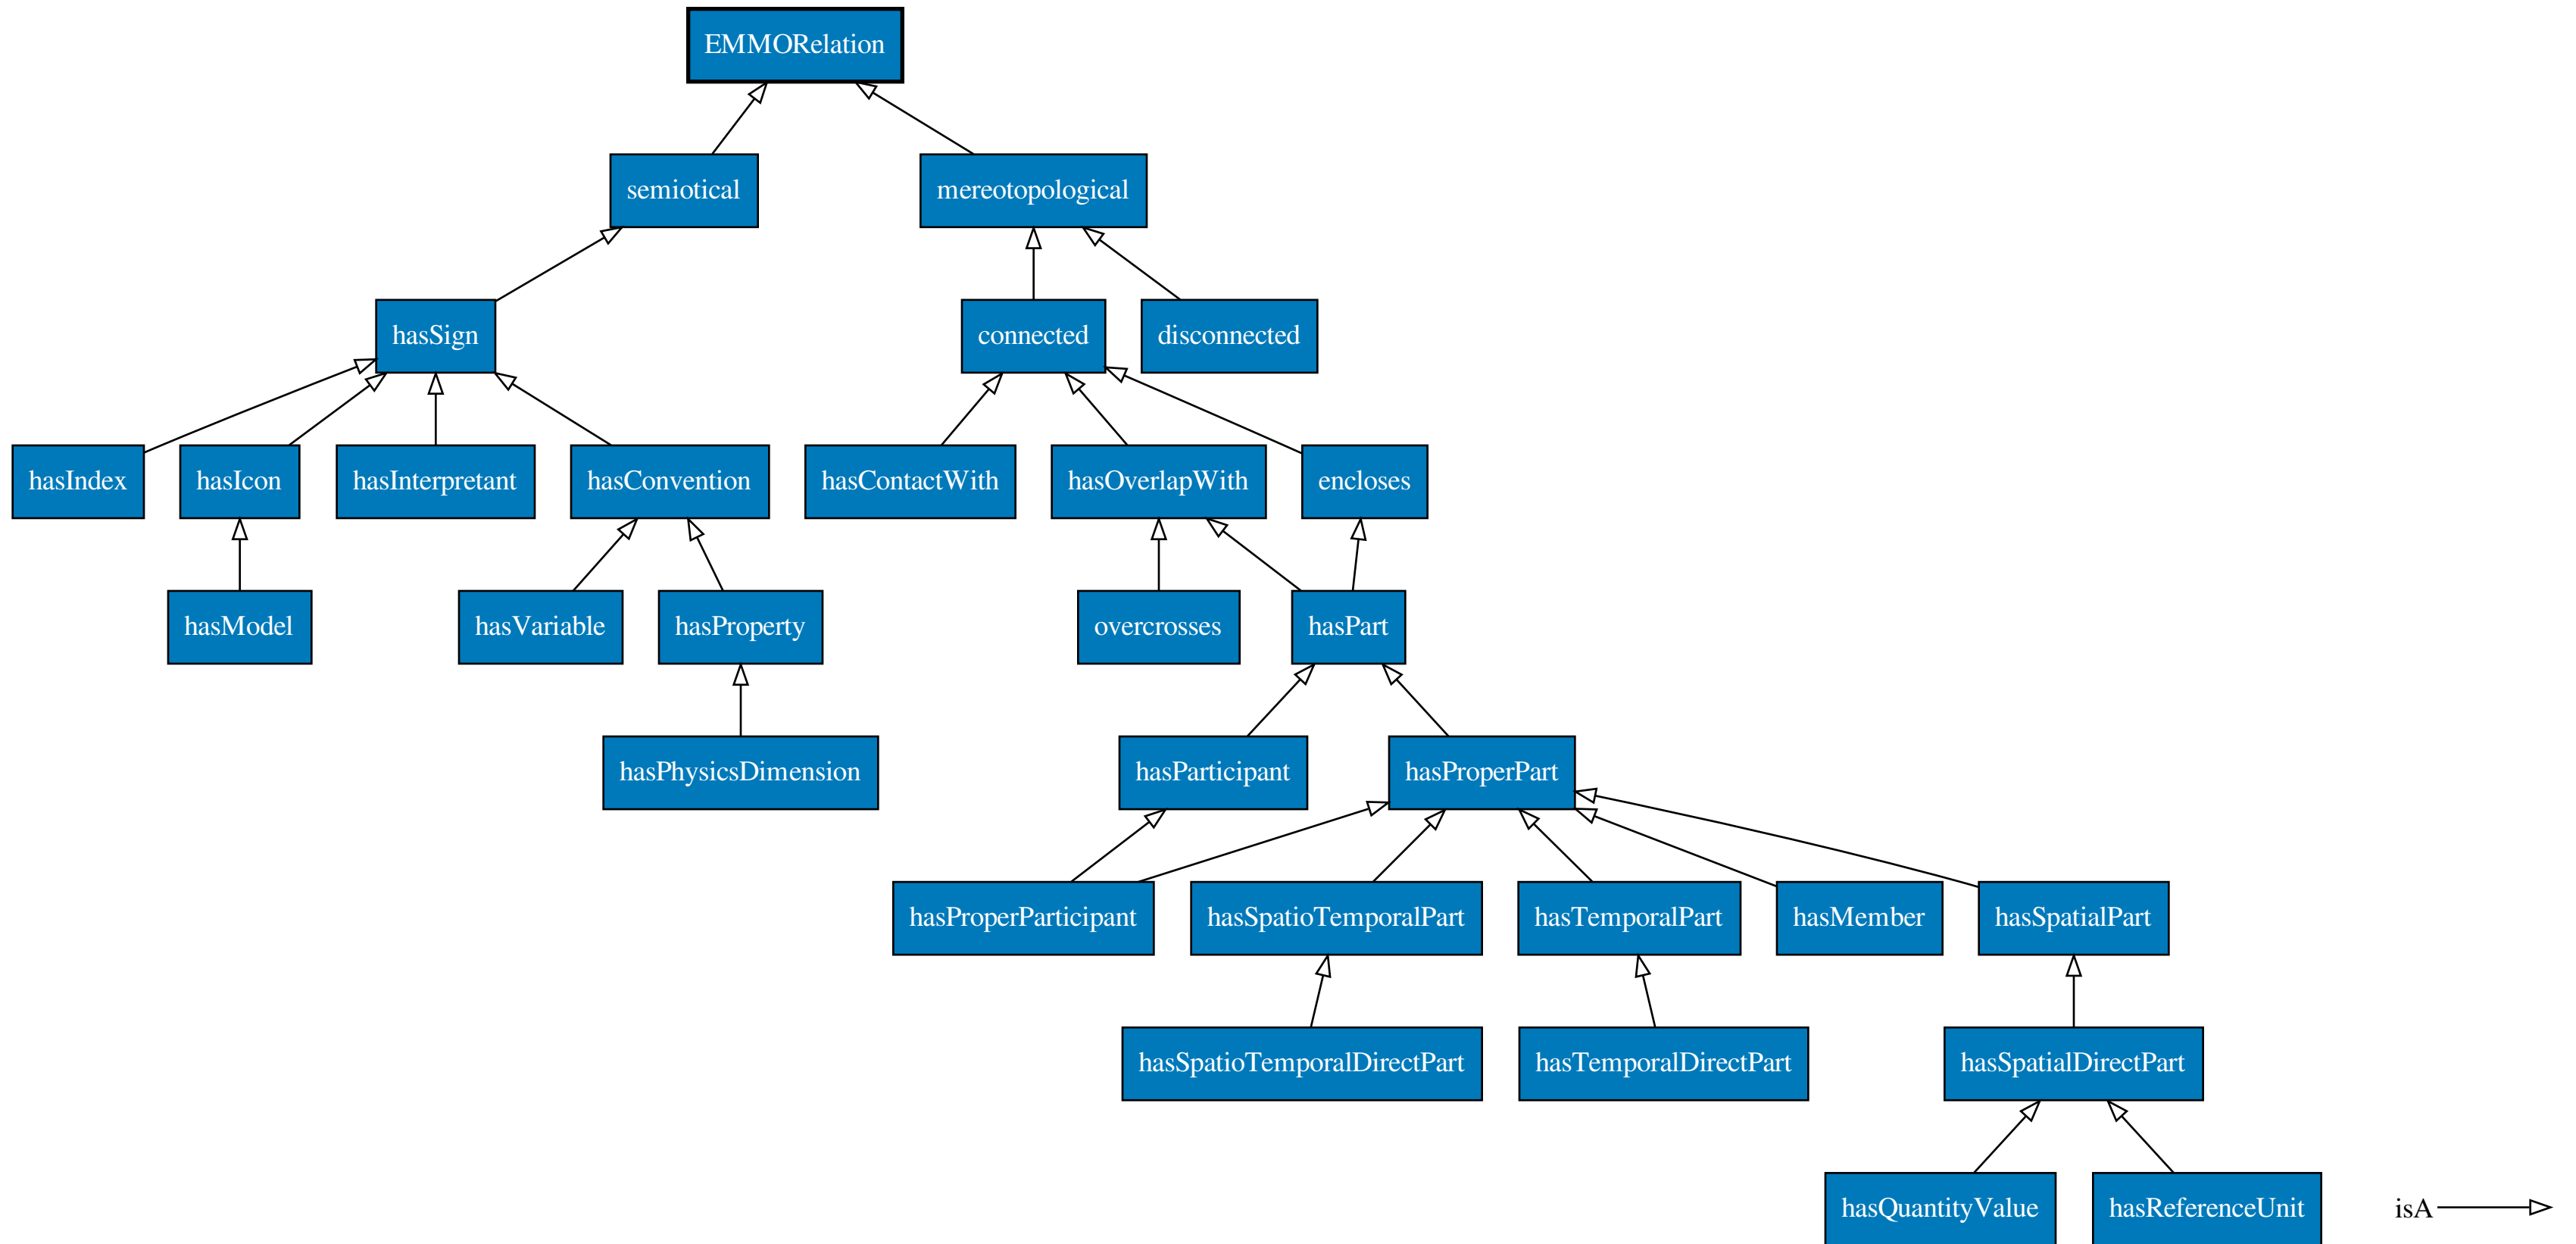 EMMORelation
semiotical
mereotopological
hasSign
connected
disconnected
hasIndex
hasIcon
hasInterpretant
hasConvention
hasContactWith
hasOverlapWith
encloses
hasModel
hasVariable
hasProperty
overcrosses
hasPart
hasPhysicsDimension
hasParticipant
hasProperPart
hasProperParticipant
hasSpatioTemporalPart
hasTemporalPart
hasMember
hasSpatialPart
hasSpatioTemporalDirectPart
hasTemporalDirectPart
hasSpatialDirectPart
hasQuantityValue
hasReferenceUnit
isA